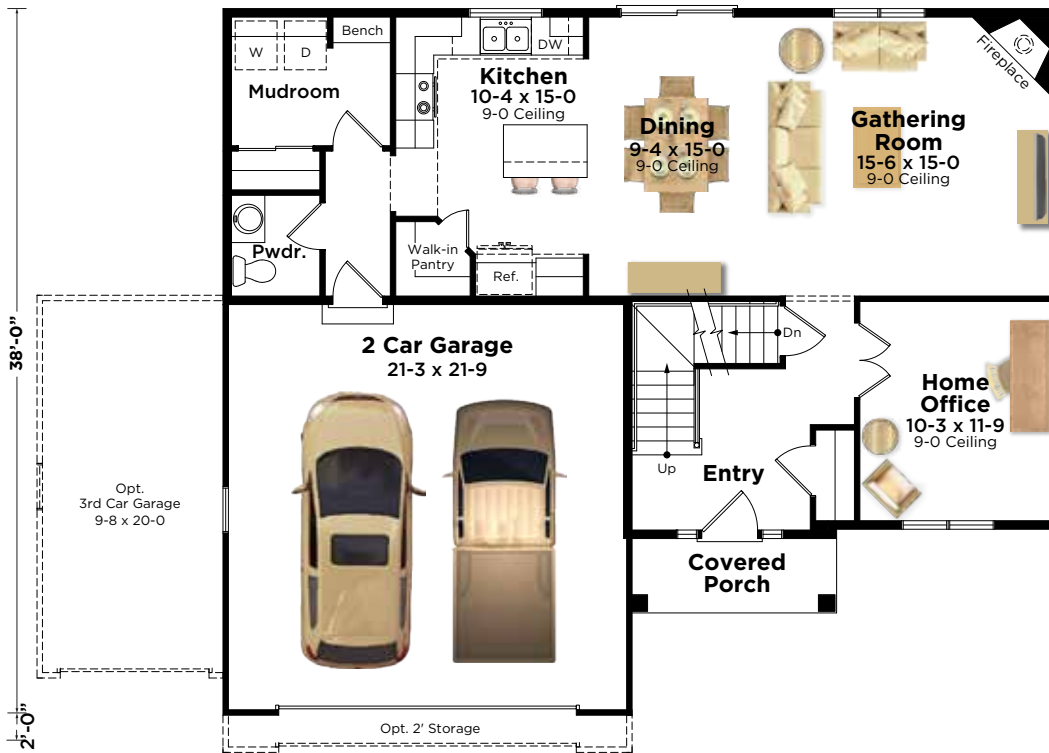 W
D
Bench
Mudroom
DW
Kitchen
10-4 x 15-0
9-0 Ceiling
Dining
9-4 x 15-0
9-0 Ceiling
Gathering
Room
15-6 x 15-0
9-0 Ceiling
Fireplace
Pwdr.
Walk-in
Pantry
Ref.
38'-0"
2'-0"
2 Car Garage
21-3 x 21-9
Dn
Up
Entry
Home
Office
10-3 x 11-9
9-0 Ceiling
Opt.
3rd Car Garage
9-8 x 20-0
Covered
Porch
Opt. 2' Storage